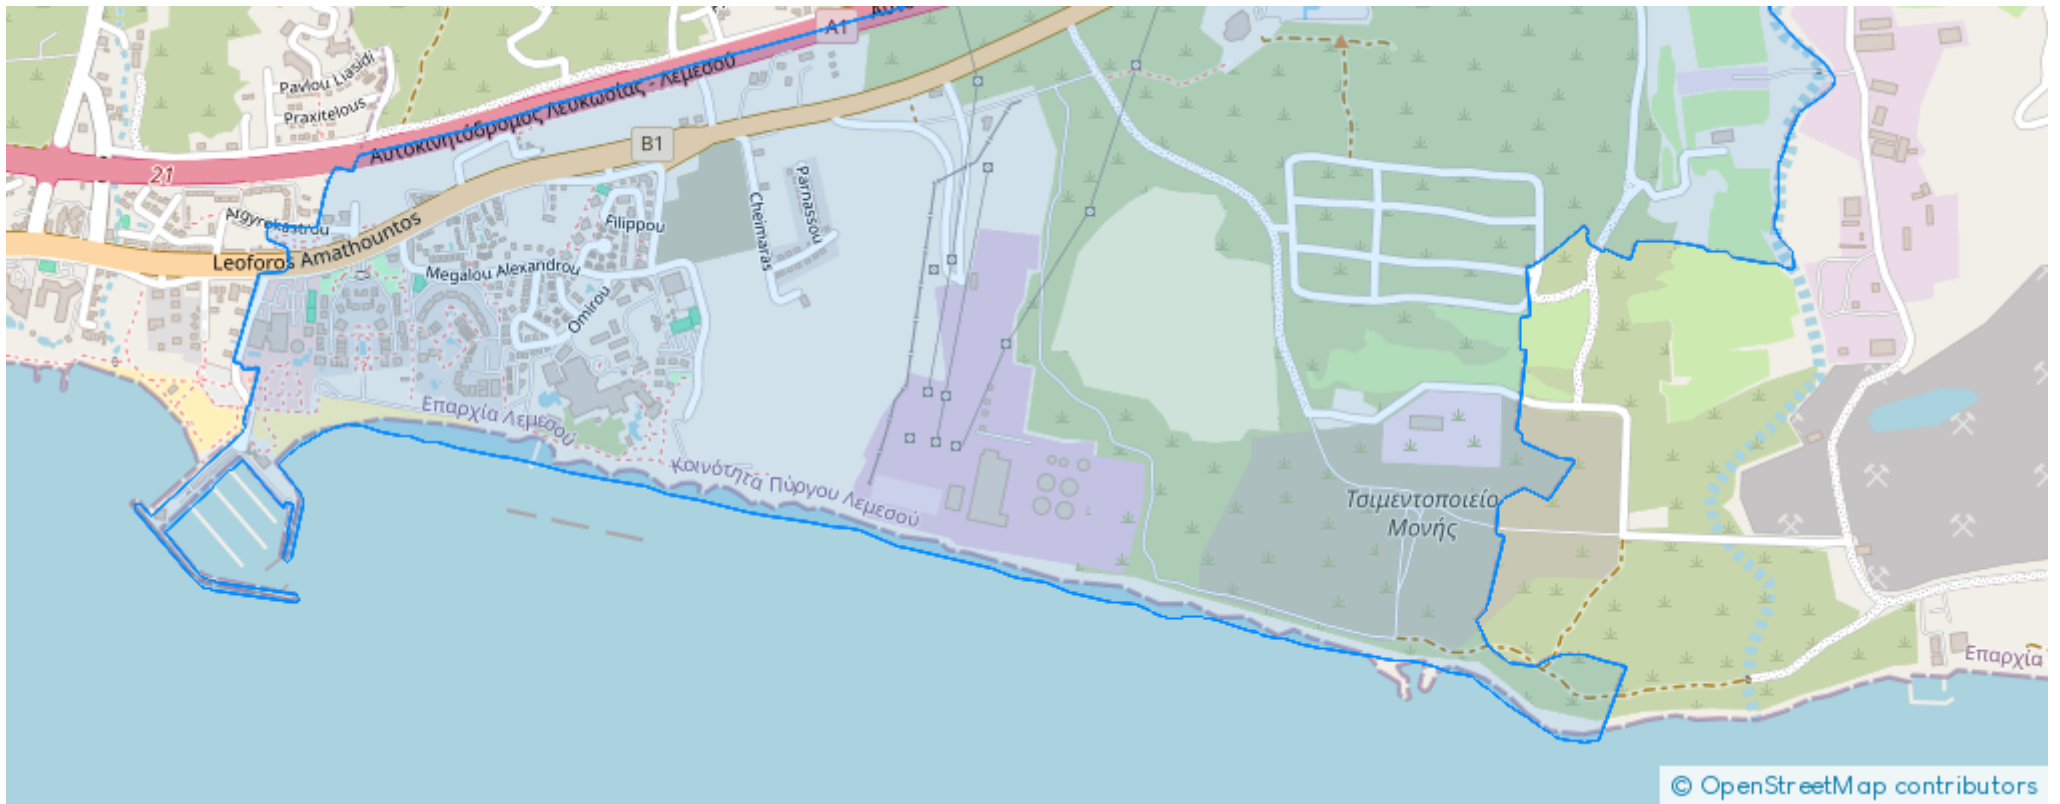 A1
Αυτοκινητόδρομος Λευκωσίας - Λεμεσού
Pavlou Liasidi
Praxitelous
21
B1
Argyrokastrou
Leoforos Amathountos
Filippou
Parnassou
Cheimaras
Megalou Alexandrou
Omirou
Επαρχία Λεμεσού
Κοινότητα Πύργου Λεμεσού
Τσιμεντοποιείο
Μονής
Επαρχία
© OpenStreetMap contributors